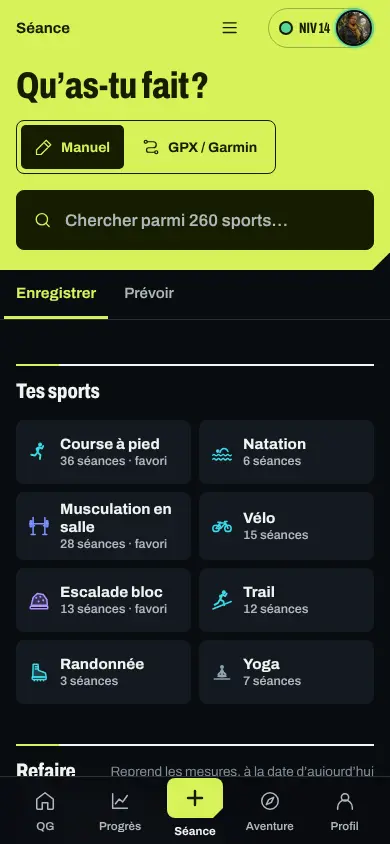 Séance
NIV 14
Qu’as-tu fait ?
Manuel
GPX / Garmin
Chercher parmi 260 sports…
Enregistrer
Prévoir
Tes sports
Course à pied
36 séances · favori
Natation
6 séances
Musculation en
salle
28 séances · favori
Vélo
15 séances
Escalade bloc
13 séances · favori
Trail
12 séances
Randonnée
3 séances
Yoga
7 séances
Refaire
Reprend les mesures, à la date d’aujourd’hui
QG
Progrès
Séance
Aventure
Profil